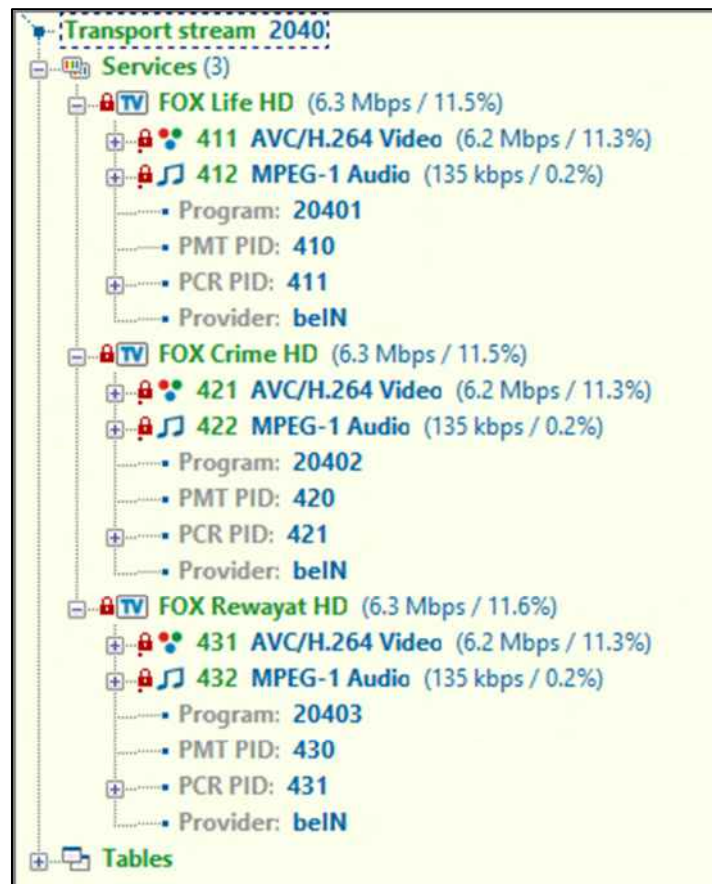 Transport stream 2040
Services (3)
TV FOX Life HD (6.3 Mbps / 11.5%)
411 AVC/H.264 Video (6.2 Mbps / 11.3%)
412 MPEG-1 Audio (135 kbps / 0.2%)
Program: 20401
PMT PID: 410
PCR PID: 411
Provider: beIN
TV FOX Crime HD (6.3 Mbps / 11.5%)
421 AVC/H.264 Video (6.2 Mbps / 11.3%)
422 MPEG-1 Audio (135 kbps / 0.2%)
Program: 20402
PMT PID: 420
PCR PID: 421
Provider: beIN
TV FOX Rewayat HD (6.3 Mbps / 11.6%)
431 AVC/H.264 Video (6.2 Mbps / 11.3%)
432 MPEG-1 Audio (135 kbps / 0.2%)
Program: 20403
PMT PID: 430
PCR PID: 431
Provider: beIN
Tables